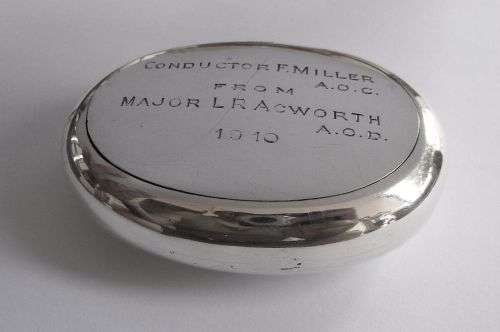 CONDUCTOR F. MILLER
A.O.C.
FROM
MAJOR L R ACWORTH
A.O.D.
1910